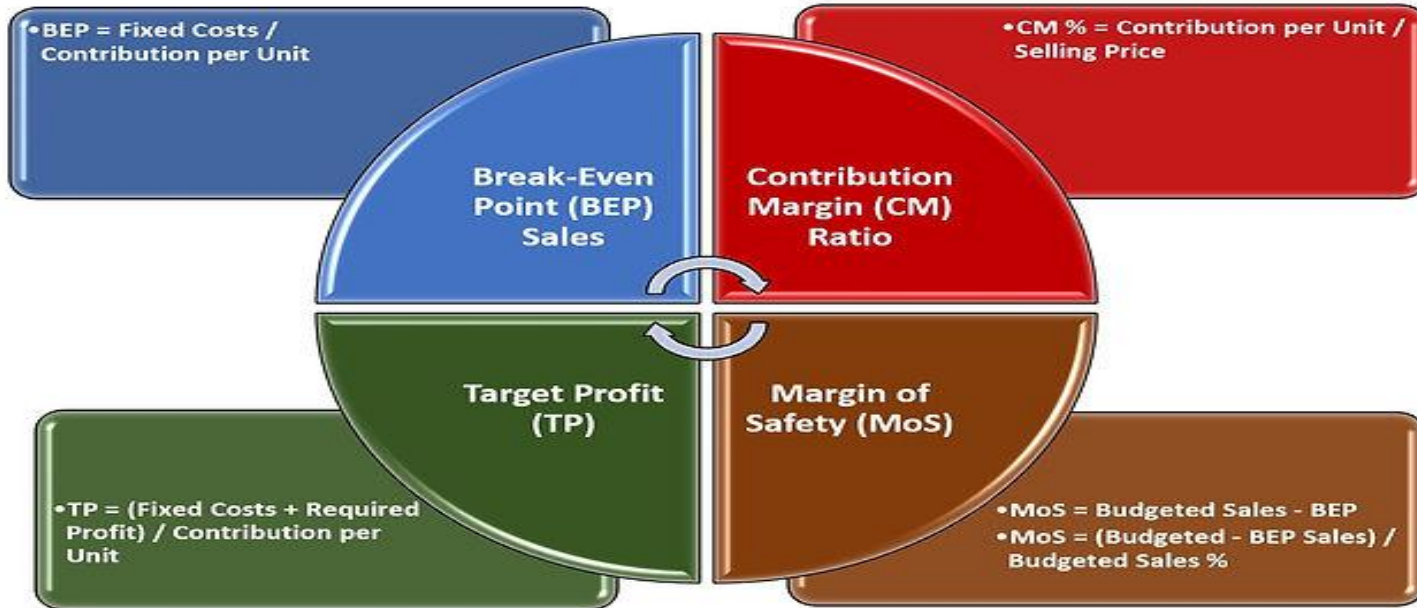 •BEP = Fixed Costs /
Contribution per Unit
•CM % = Contribution per Unit /
Selling Price
Break-Even
Point (BEP)
Sales
Contribution
Margin (CM)
Ratio
Target Profit
(TP)
Margin of
Safety (MoS)
•TP = (Fixed Costs + Required
Profit) / Contribution per
Unit
•MoS = Budgeted Sales - BEP
•MoS = (Budgeted - BEP Sales) /
Budgeted Sales %